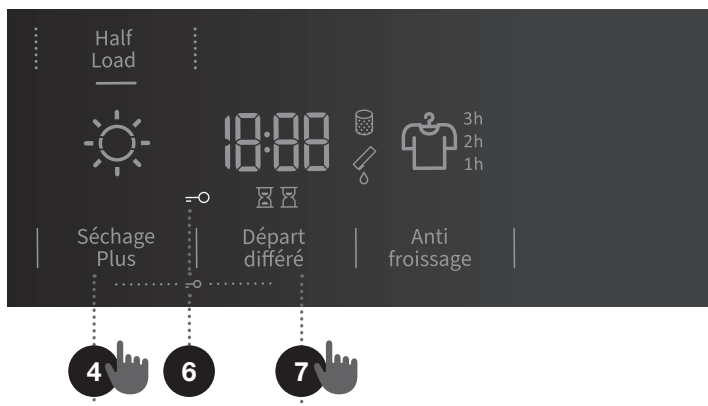 Half
Load
18:88
3h
2h
1h
Séchage
Plus
Départ
différé
Anti
froissage
4
6
7